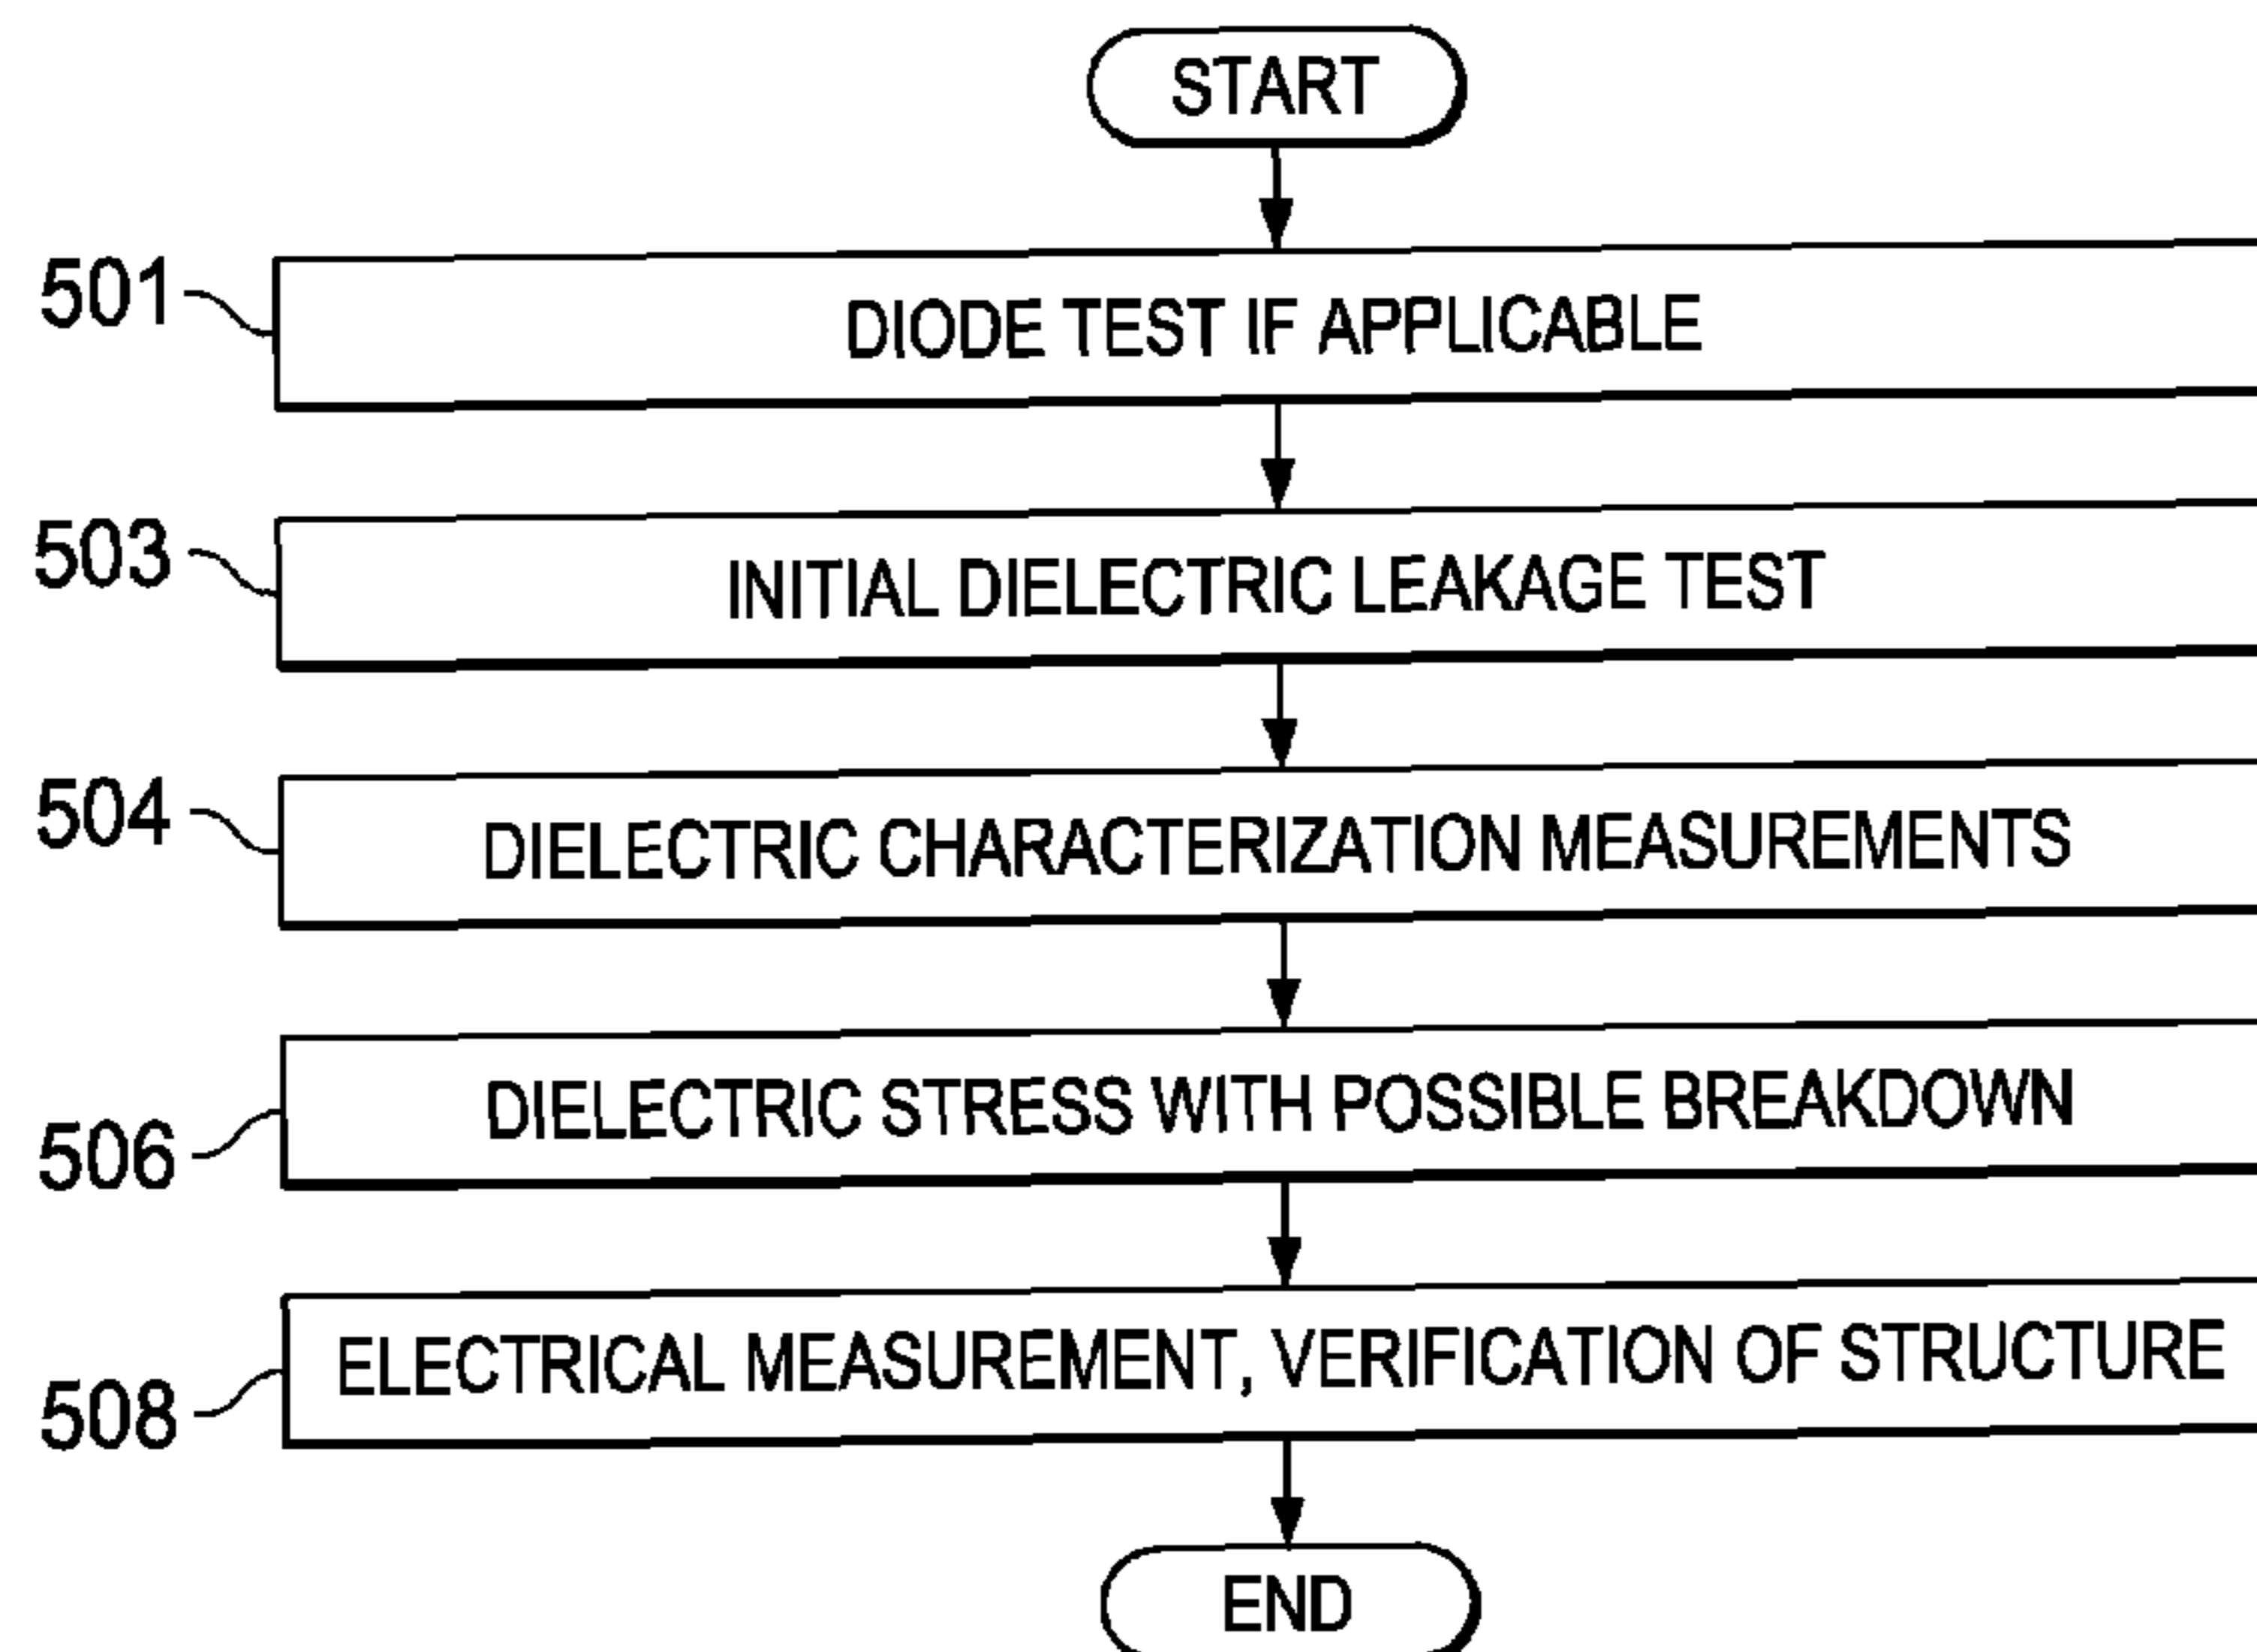 START
501
DIODE TEST IF APPLICABLE
503
INITIAL DIELECTRIC LEAKAGE TEST
504
DIELECTRIC CHARACTERIZATION MEASUREMENTS
506
DIELECTRIC STRESS WITH POSSIBLE BREAKDOWN
508
ELECTRICAL MEASUREMENT, VERIFICATION OF STRUCTURE
END